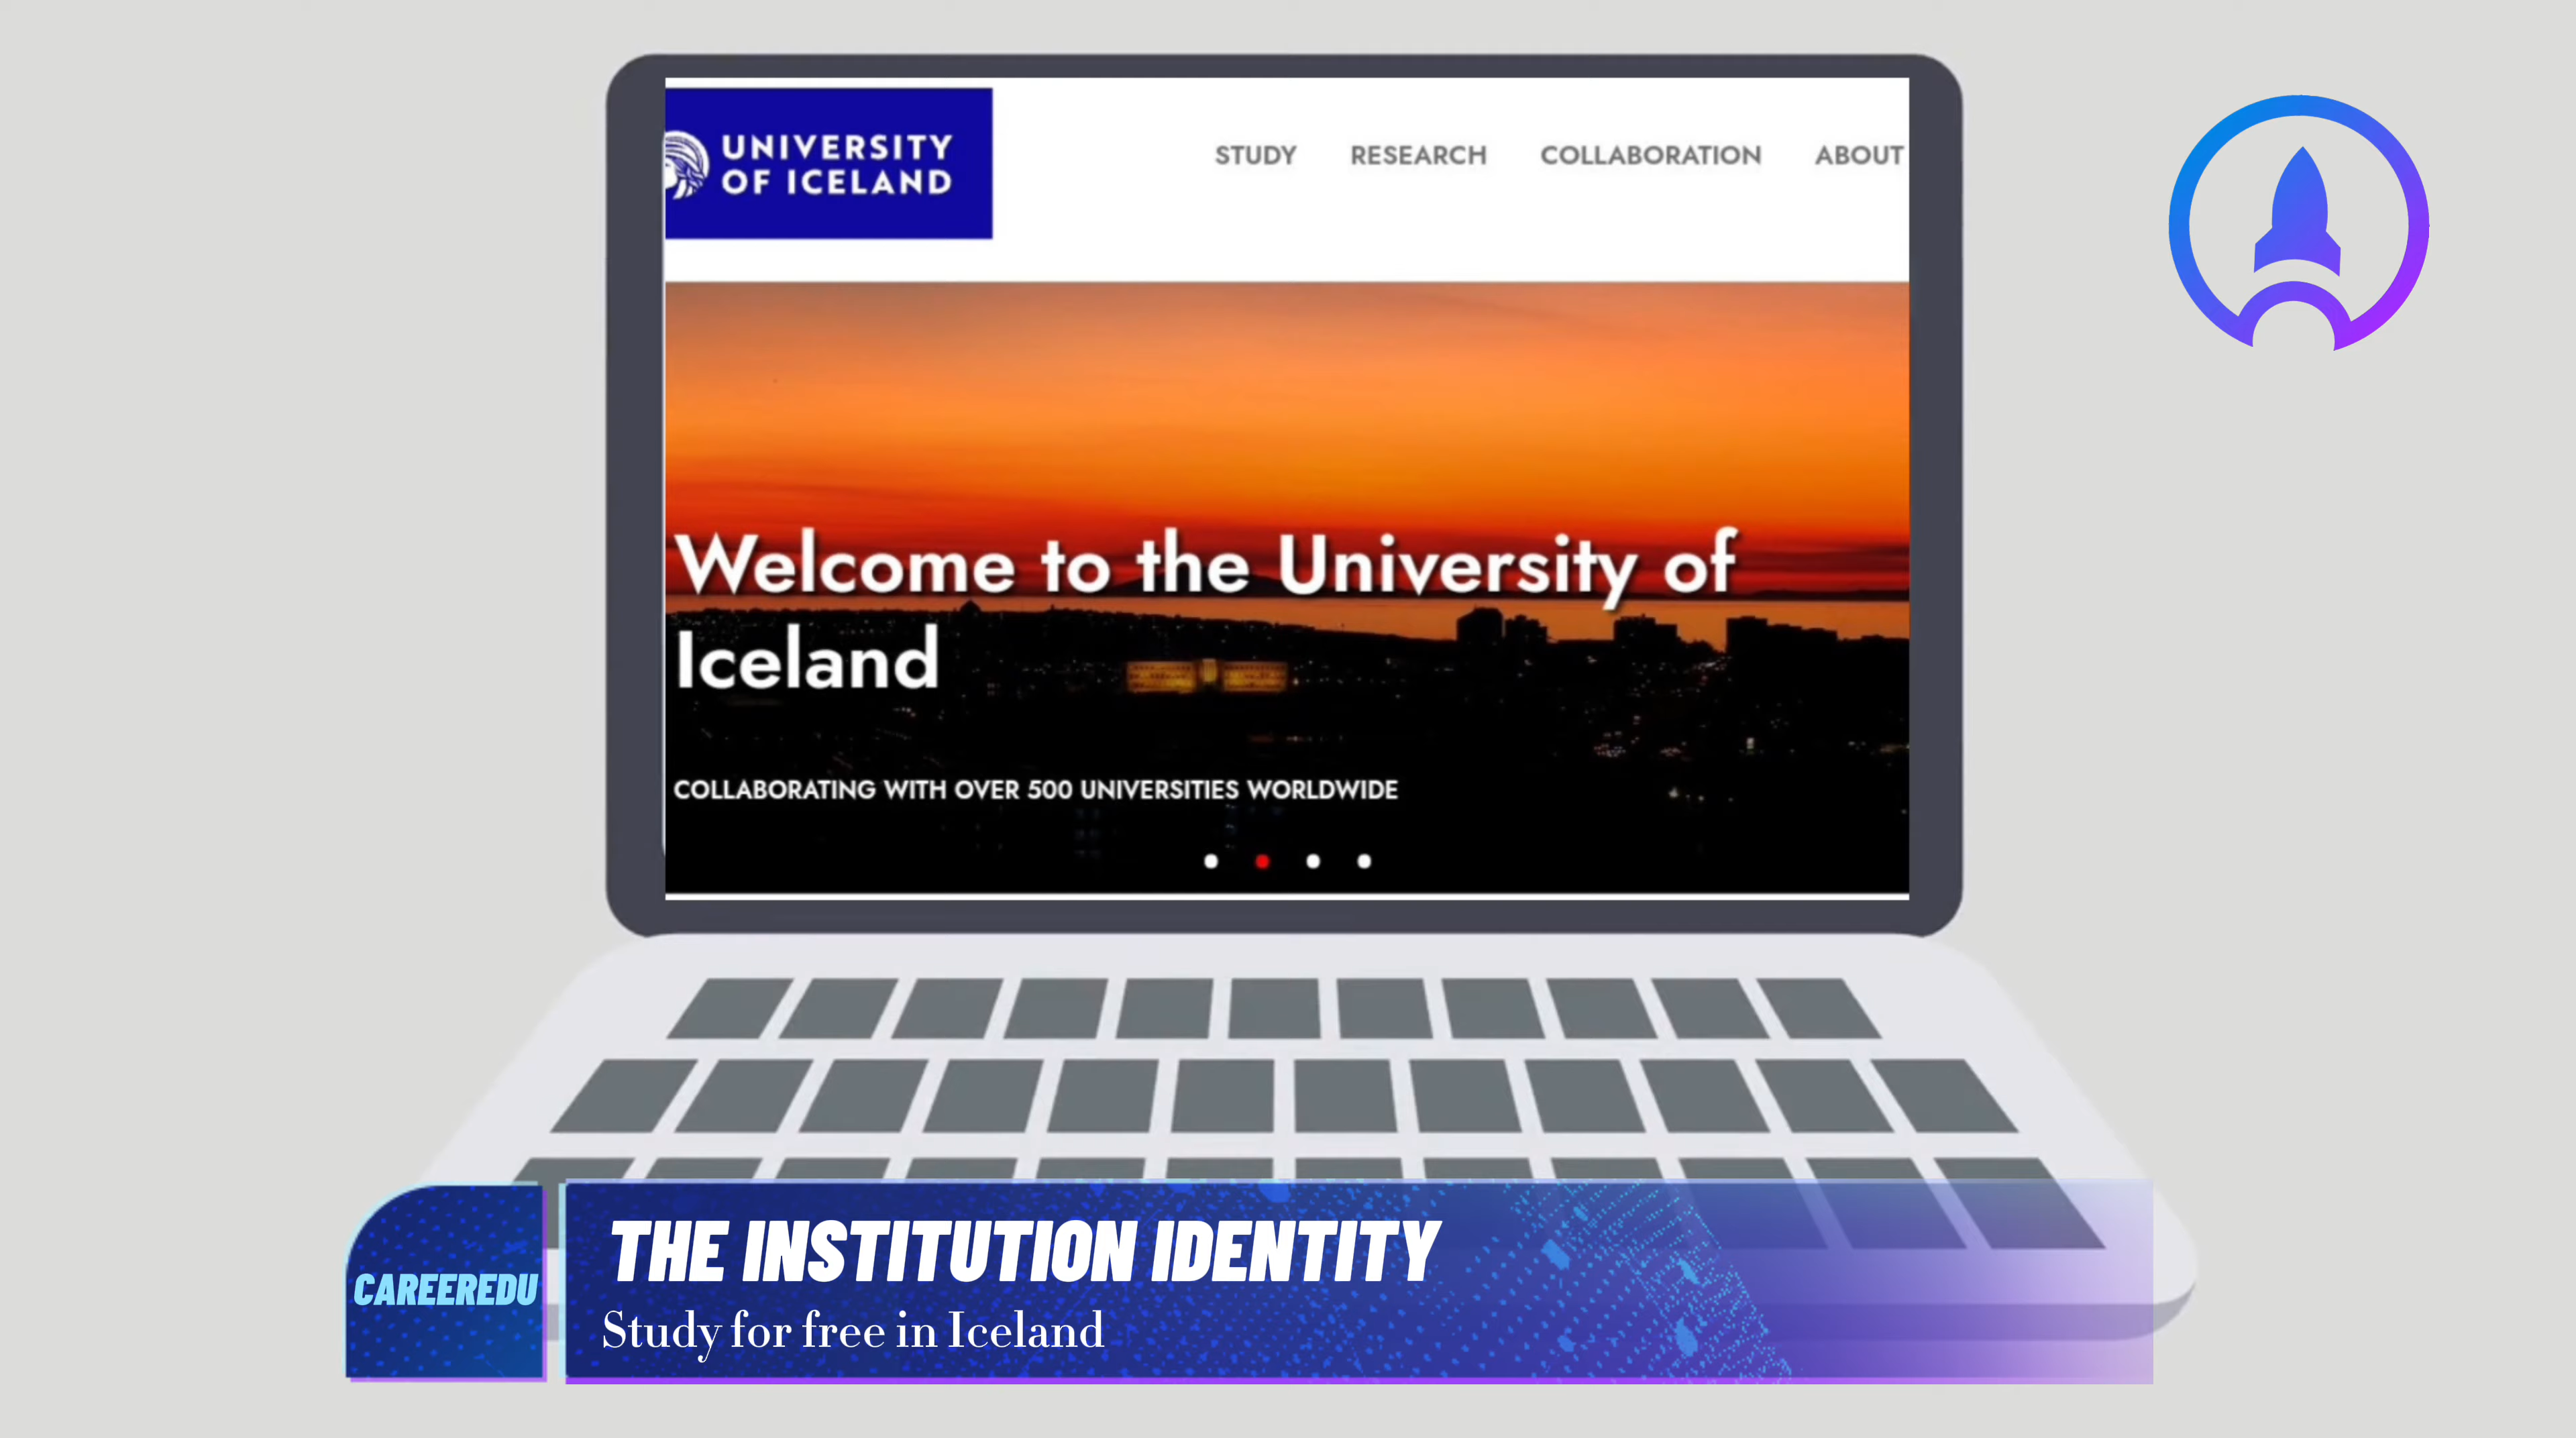 UNIVERSITY
OF ICELAND
STUDY RESEARCH COLLABORATION ABOUT
Welcome to the University of
Iceland
COLLABORATING WITH OVER 500 UNIVERSITIES WORLDWIDE
CAREEREDU
THE INSTITUTION IDENTITY
Study for free in Iceland